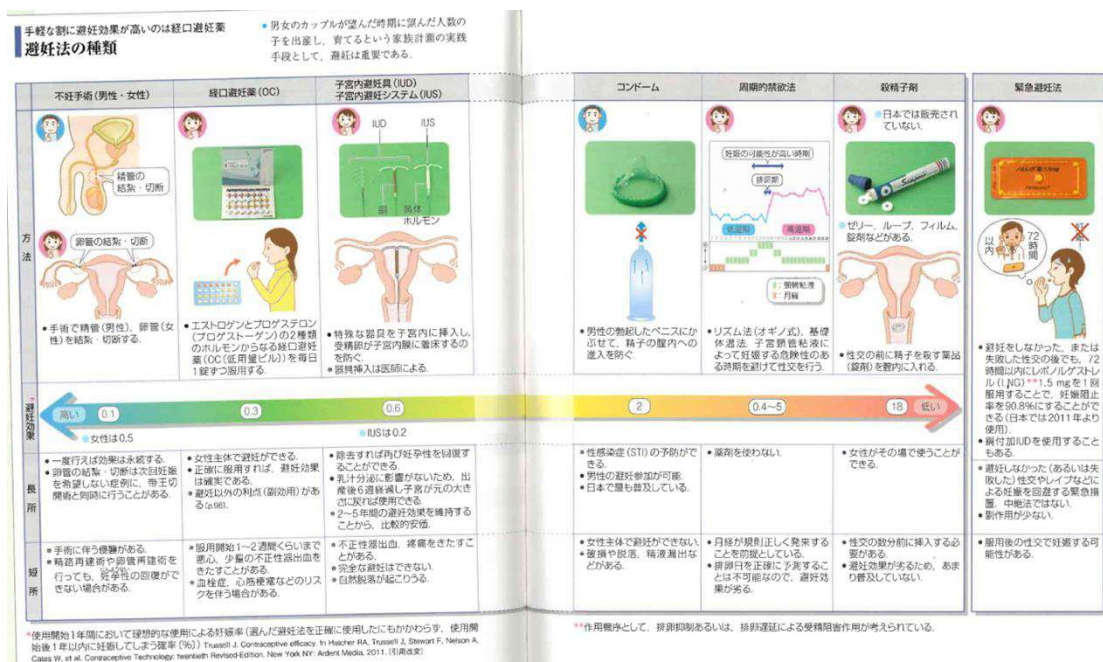 手軽な割に避妊効果が高いのは経口避妊薬
避妊法の種類
● 男女のカップルが望んだ時期に望んだ人数の
子を出産し，育てるという家族計画の実践
手段として，避妊は重要である．
不妊手術(男性・女性)
経口避妊薬(OC)
子宮内避妊具(IUD)
子宮内避妊システム(IUS)
コンドーム
周期的禁欲法
殺精子剤
緊急避妊法
方法
精管の
結紮・切断
卵管の結紮・切断
● 手術で精管(男性)，卵管(女
性)を結紮・切断する．
● エストロゲンとプロゲステロン
(プロゲストーゲン)の2種類
のホルモンからなる経口避妊
薬(OC(低用量ピル))を毎日
1錠ずつ服用する．
IUD
IUS
銅
黄体
ホルモン
● 特殊な器具を子宮内に挿入し，
受精卵が子宮内膜に着床するの
を防ぐ．
● 器具挿入は医師による．
● 男性の勃起したペニスにか
ぶせて，精子の腟内への
進入を防ぐ．
妊娠の可能性が高い時期
排卵期
低温期
高温期
：頸管粘液
：月経
● リズム法(オギノ式)，基礎
体温法，子宮頸管粘液に
よって妊娠する危険性のあ
る時期を避けて性交を行う．
※日本では販売され
ていない．
※ゼリー，ループ，フィルム，
錠剤などがある．
● 性交の前に精子を殺す薬品
(錠剤)を腟内に入れる．
72時間
以内
妊娠
● 避妊をしなかった，または
失敗した性交の後でも，72
時間以内にレボノルゲストレ
ル(LNG)**1.5 mgを1回
服用することで，妊娠阻止
率を90.8%にすることができ
る(日本では2011年より
使用)．
● 銅付加IUDを使用すること
もある．
*避妊効果
高い
0.1
0.3
0.6
2
0.4~5
18
低い
※女性は0.5
※IUSは0.2
長所
● 一度行えば効果は永続する．
● 卵管の結紮・切断は次回妊娠
を希望しない症例に，帝王切
開術と同時に行うことがある．
● 女性主体で避妊ができる．
● 正確に服用すれば，避妊効果
は確実である．
● 避妊以外の利点(副効用)があ
る(p.98)．
● 除去すれば再び妊孕性を回復す
ることができる．
● 乳汁分泌に影響がないため，出
産後6週経過し子宮が元の大き
さに戻れば使用できる．
● 2～5年間の避妊効果を維持する
ことから，比較的安価．
● 性感染症(STI)の予防がで
きる．
● 男性の避妊参加が可能．
● 日本で最も普及している．
● 薬剤を使わない．
● 女性がその場で使うことが
できる．
● 避妊しなかった(あるいは失
敗した)性交やレイプなどに
よる妊娠を回避する緊急措
置．中絶法ではない．
● 副作用が少ない．
短所
● 手術に伴う侵襲がある．
● 精路再建術や卵管再建術を
行っても，妊孕性の回復がで
きない場合がある．
● 服用開始1～2週間くらいまで
悪心，少量の不正性器出血を
きたすことがある．
● 血栓症，心筋梗塞などのリス
クを伴う場合がある．
● 不正性器出血，疼痛をきたすこ
とがある．
● 完全な避妊はできない．
● 自然脱落が起こりうる．
● 女性主体で避妊ができない．
● 破損や脱落，精液漏出な
どがある．
● 月経が規則正しく発来する
ことを前提としている．
● 排卵日を正確に予測するこ
とは不可能なので，避妊効
果が劣る．
● 性交の数分前に挿入する必
要がある．
● 避妊効果が劣るため，あま
り普及していない．
● 服用後の性交で妊娠する可
能性がある．
*使用開始1年間において理想的な使用による妊娠率(選んだ避妊法を正確に使用したにもかかわらず，使用開
始後1年以内に妊娠してしまう確率(%)) Trussell J. Contraceptive efficacy. In Hatcher RA, Trussell J, Stewart F, Nelson A,
Cates W, et al. Contraceptive Technology: twentieth Revised-Edition. New York NY: Ardent Media, 2011. (引用改変)
**作用機序として，排卵抑制あるいは，排卵遅延による受精阻害作用が考えられている．